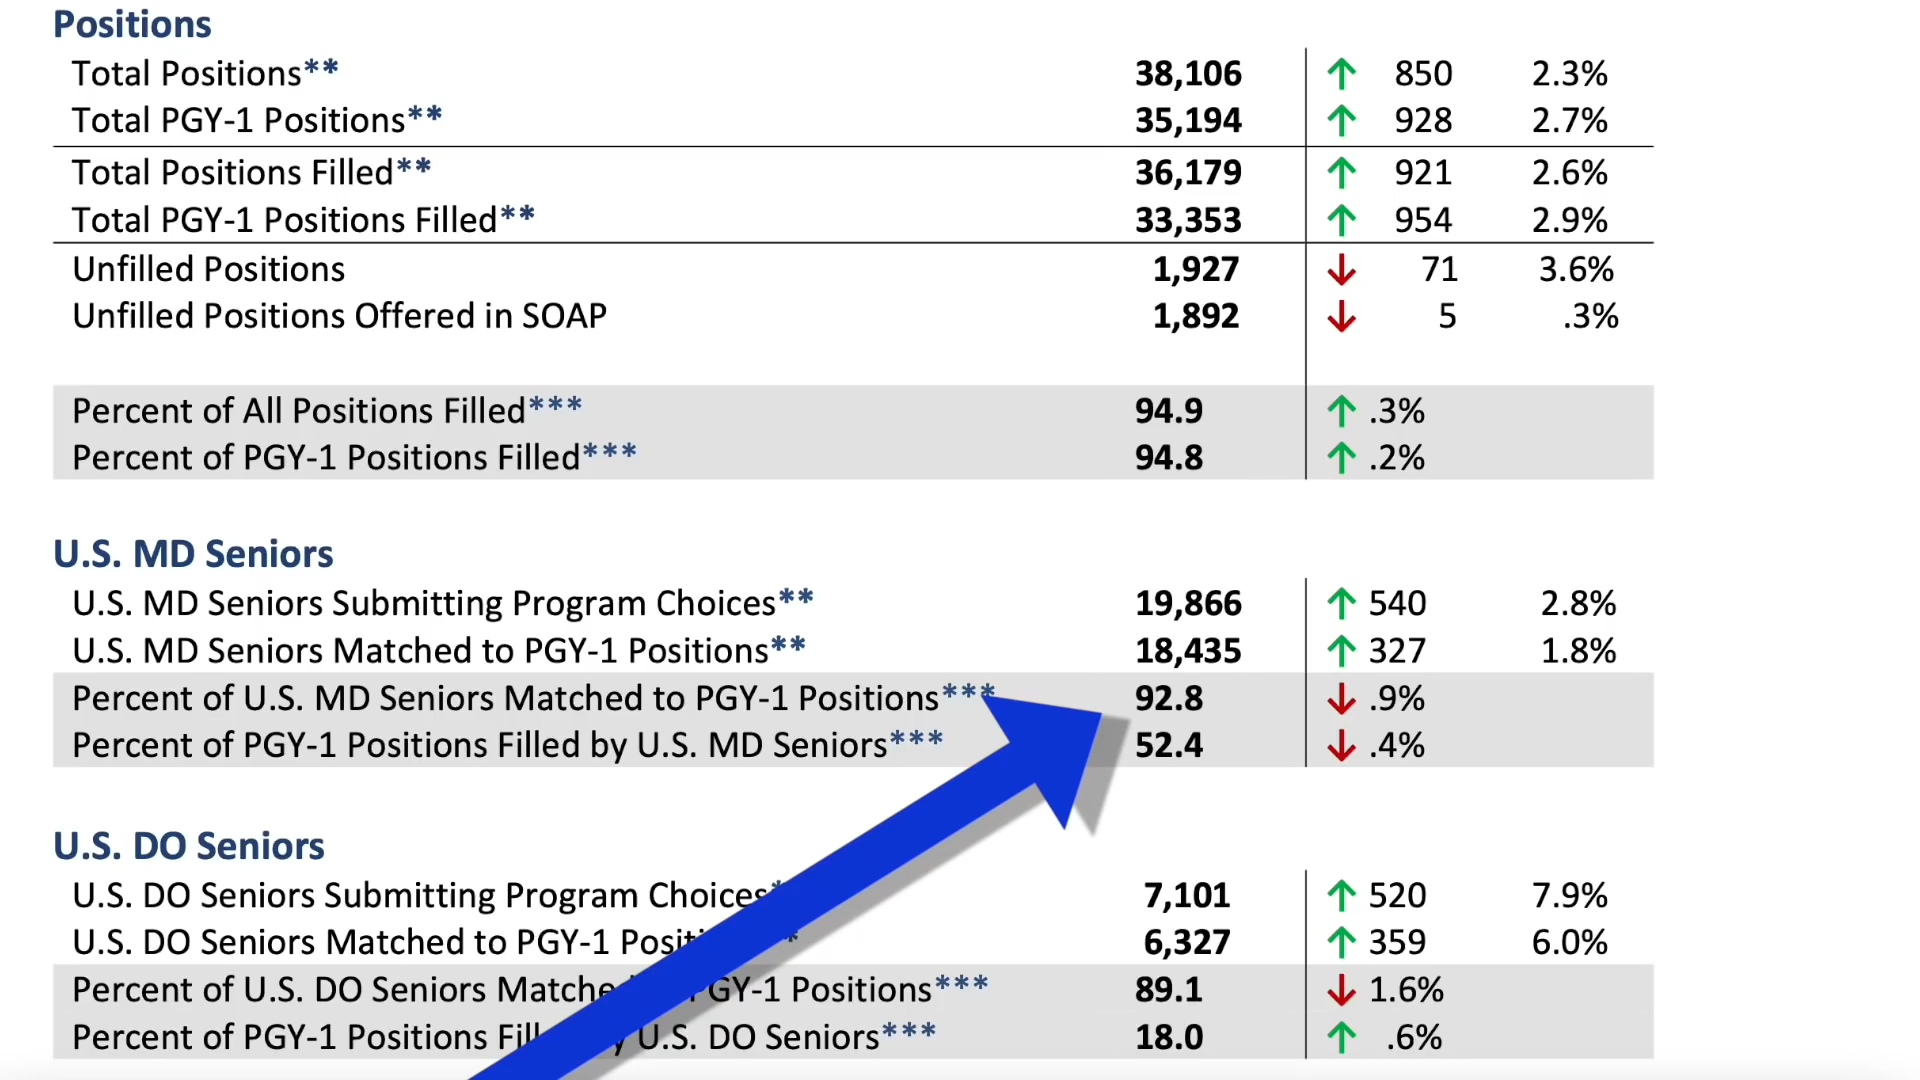 Positions
Total Positions** 38,106 ↑ 850 2.3%
Total PGY-1 Positions** 35,194 ↑ 928 2.7%
Total Positions Filled** 36,179 ↑ 921 2.6%
Total PGY-1 Positions Filled** 33,353 ↑ 954 2.9%
Unfilled Positions 1,927 ↓ 71 3.6%
Unfilled Positions Offered in SOAP 1,892 ↓ 5 .3%
Percent of All Positions Filled*** 94.9 ↑ .3%
Percent of PGY-1 Positions Filled*** 94.8 ↑ .2%
U.S. MD Seniors
U.S. MD Seniors Submitting Program Choices** 19,866 ↑ 540 2.8%
U.S. MD Seniors Matched to PGY-1 Positions** 18,435 ↑ 327 1.8%
Percent of U.S. MD Seniors Matched to PGY-1 Positions*** 92.8 ↓ .9%
Percent of PGY-1 Positions Filled by U.S. MD Seniors*** 52.4 ↓ .4%
U.S. DO Seniors
U.S. DO Seniors Submitting Program Choices* 7,101 ↑ 520 7.9%
U.S. DO Seniors Matched to PGY-1 6,327 ↑ 359 6.0%
Percent of U.S. DO Seniors PGY-1 Positions*** 89.1 ↓ 1.6%
Percent of PGY-1 Positions U.S. DO Seniors*** 18.0 ↑ .6%